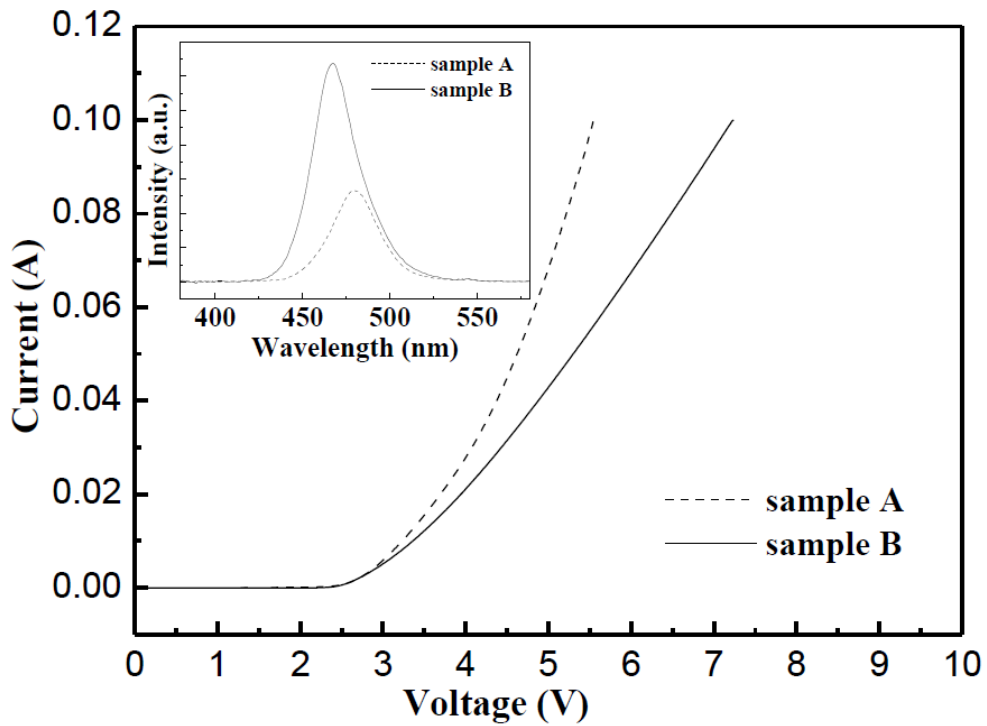 0.12
0.10
0.08
0.06
0.04
0.02
0.00
Current (A)
0 1 2 3 4 5 6 7 8 9 10
Voltage (V)
sample A
sample B
Intensity (a.u.)
400 450 500 550
Wavelength (nm)
sample A
sample B